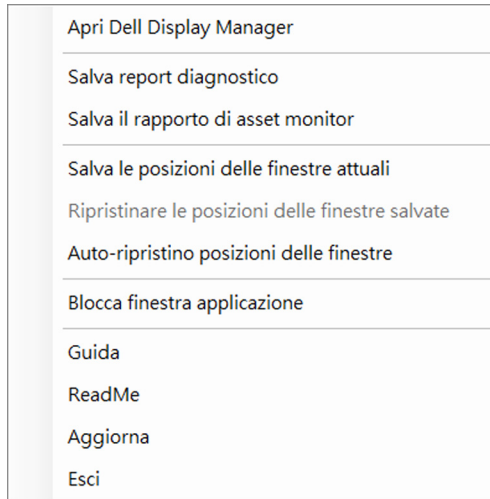 Apri Dell Display Manager
Salva report diagnostico
Salva il rapporto di asset monitor
Salva le posizioni delle finestre attuali
Ripristinare le posizioni delle finestre salvate
Auto-ripristino posizioni delle finestre
Blocca finestra applicazione
Guida
ReadMe
Aggiorna
Esci